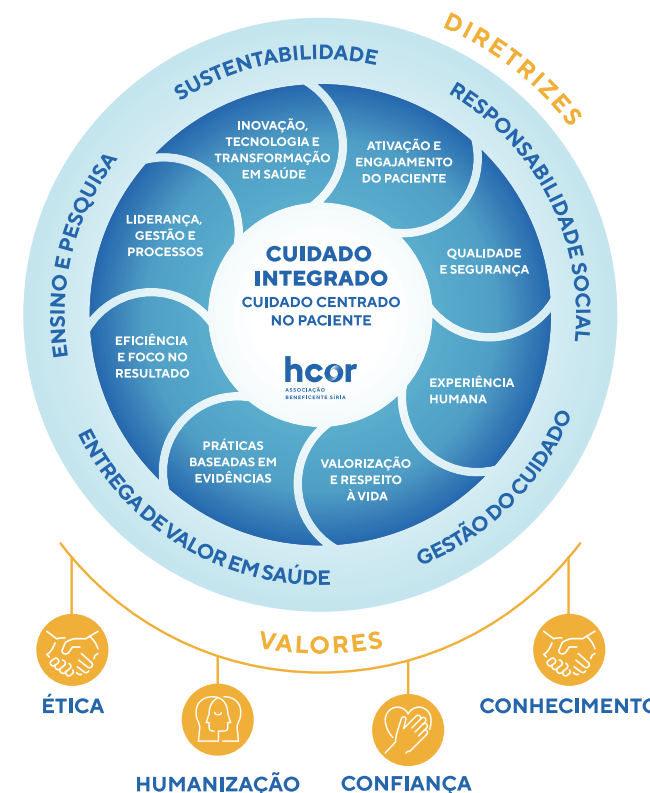 DIRETRIZES
SUSTENTABILIDADE
RESPONSABILIDADE SOCIAL
ENSINO E PESQUISA
INOVAÇÃO,
TECNOLOGIA E
TRANSFORMAÇÃO
EM SAÚDE
ATIVAÇÃO E
ENGAJAMENTO
DO PACIENTE
LIDERANÇA,
GESTÃO E
PROCESSOS
QUALIDADE
E SEGURANÇA
CUIDADO
INTEGRADO
CUIDADO CENTRADO
NO PACIENTE
hcor
ASSOCIAÇÃO
BENEFICENTE SÍRIA
EFICIÊNCIA
E FOCO NO
RESULTADO
EXPERIÊNCIA
HUMANA
PRÁTICAS
BASEADAS EM
EVIDÊNCIAS
VALORIZAÇÃO
E RESPEITO
À VIDA
ENTREGA DE VALOR EM SAÚDE
GESTÃO DO CUIDADO
VALORES
ÉTICA
CONHECIMENTO
HUMANIZAÇÃO
CONFIANÇA